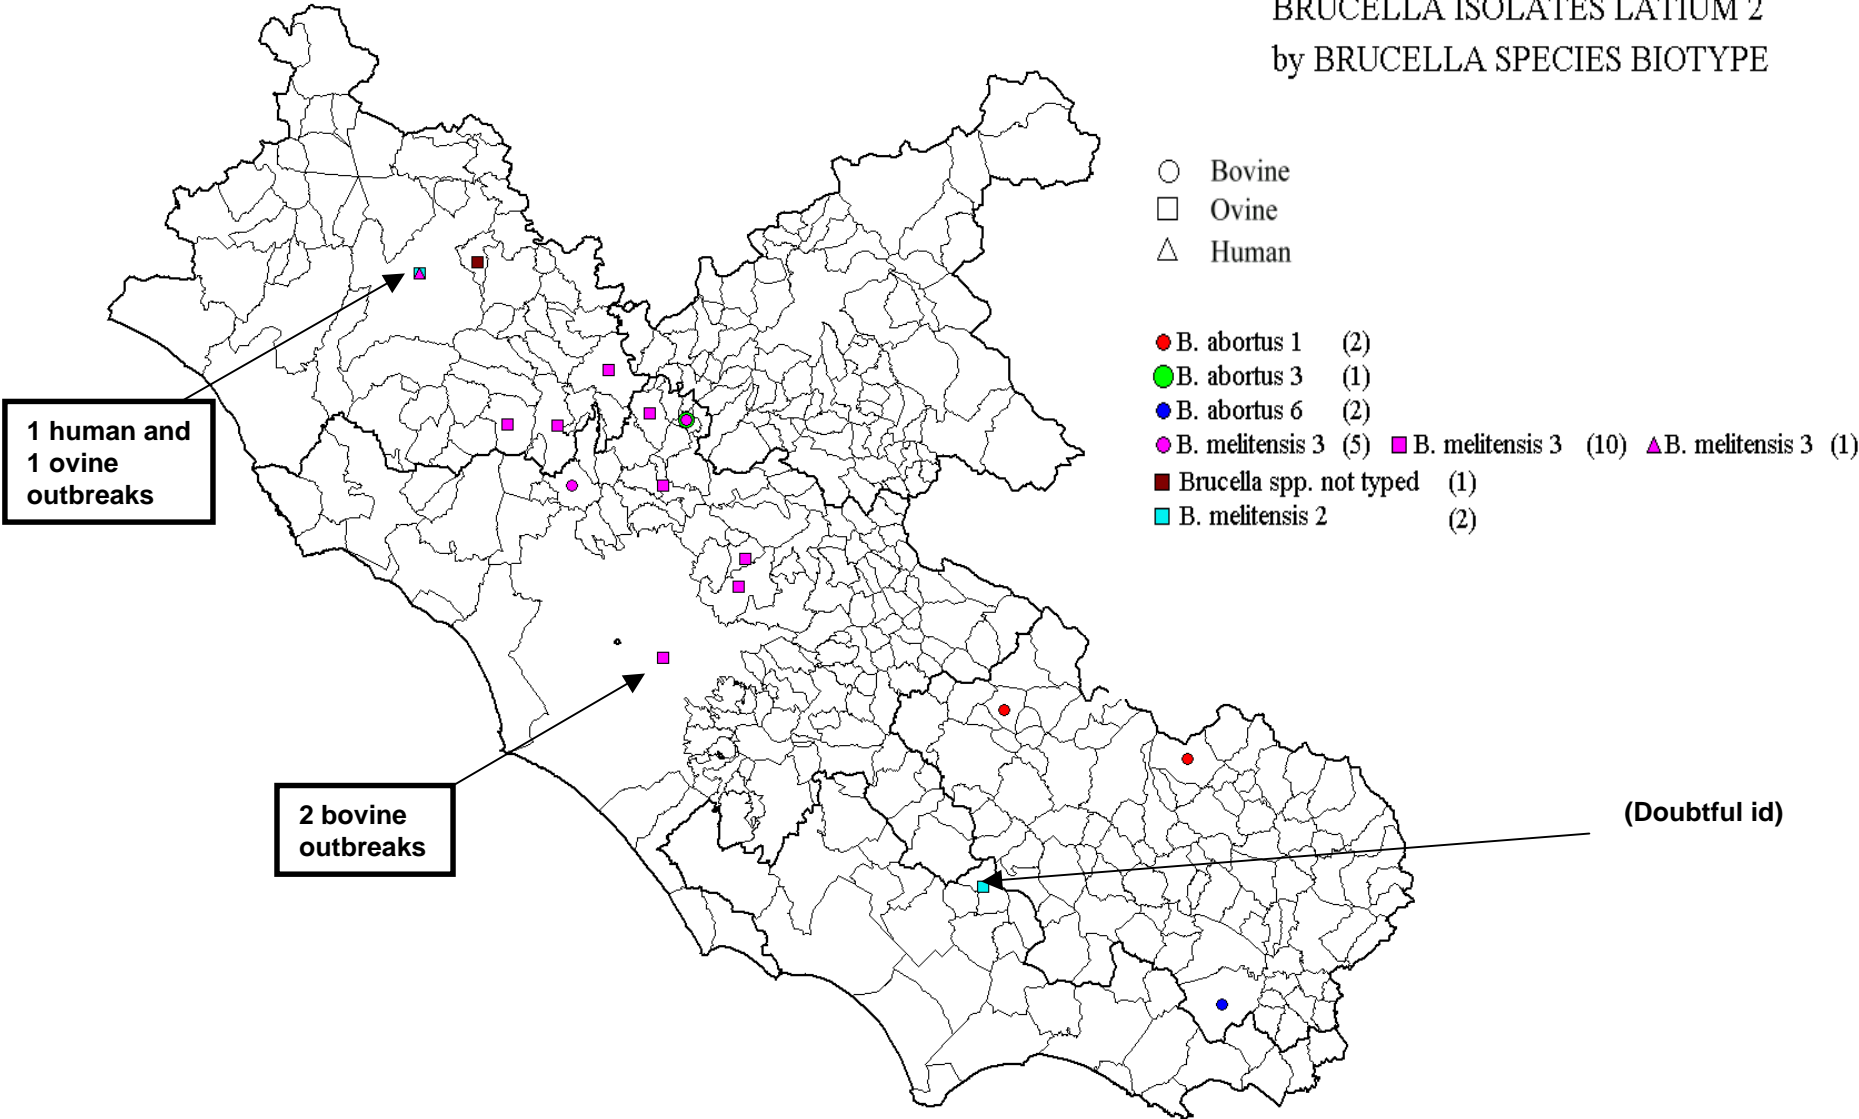 BRUCELLA ISOLATES LATIUM 2
by BRUCELLA SPECIES BIOTYPE
Bovine
Ovine
Human
B. abortus 1 (2)
B. abortus 3 (1)
B. abortus 6 (2)
B. melitensis 3 (5) B. melitensis 3 (10) B. melitensis 3 (1)
Brucella spp. not typed (1)
B. melitensis 2 (2)
1 human and
1 ovine
outbreaks
2 bovine
outbreaks
(Doubtful id)